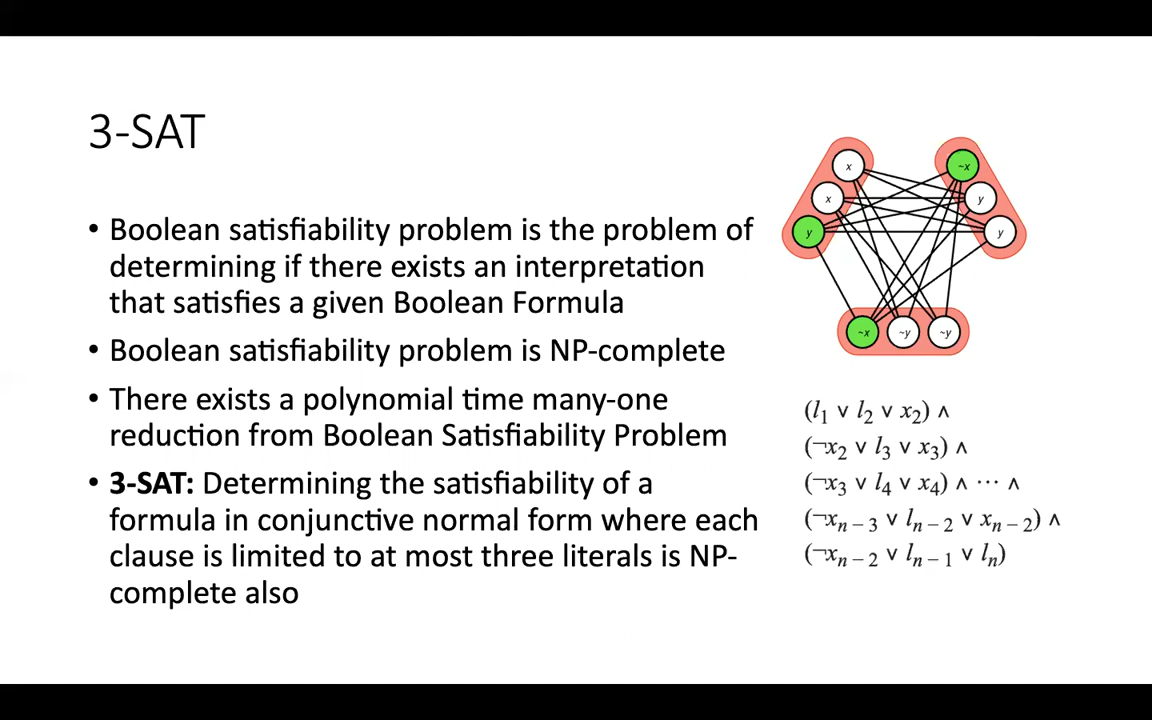 3-SAT
• Boolean satisfiability problem is the problem of
determining if there exists an interpretation
that satisfies a given Boolean Formula
• Boolean satisfiability problem is NP-complete
• There exists a polynomial time many-one
reduction from Boolean Satisfiability Problem
• 3-SAT: Determining the satisfiability of a
formula in conjunctive normal form where each
clause is limited to at most three literals is NP-
complete also
x ~x
x y
y y
~x ~y ~y
(l₁ ∨ l₂ ∨ x₂) ∧
(¬x₂ ∨ l₃ ∨ x₃) ∧
(¬x₃ ∨ l₄ ∨ x₄) ∧ ⋯ ∧
(¬xₙ₋₃ ∨ lₙ₋₂ ∨ xₙ₋₂) ∧
(¬xₙ₋₂ ∨ lₙ₋₁ ∨ lₙ)